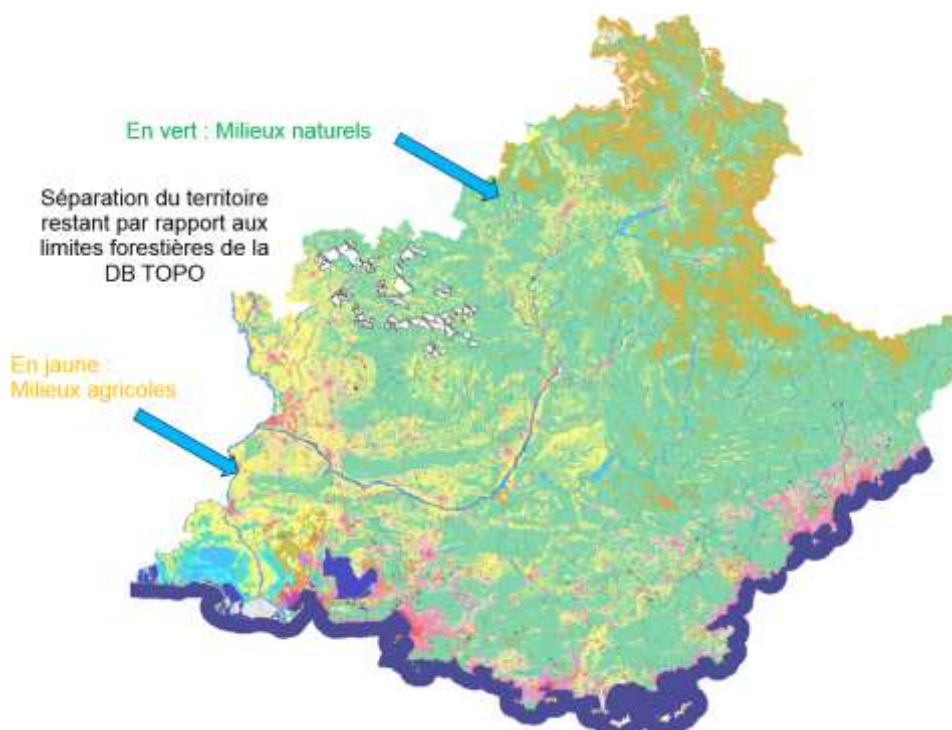 En vert : Milieux naturels
Séparation du territoire
restant par rapport aux
limites forestières de la
DB TOPO
En jaune :
Milieux agricoles